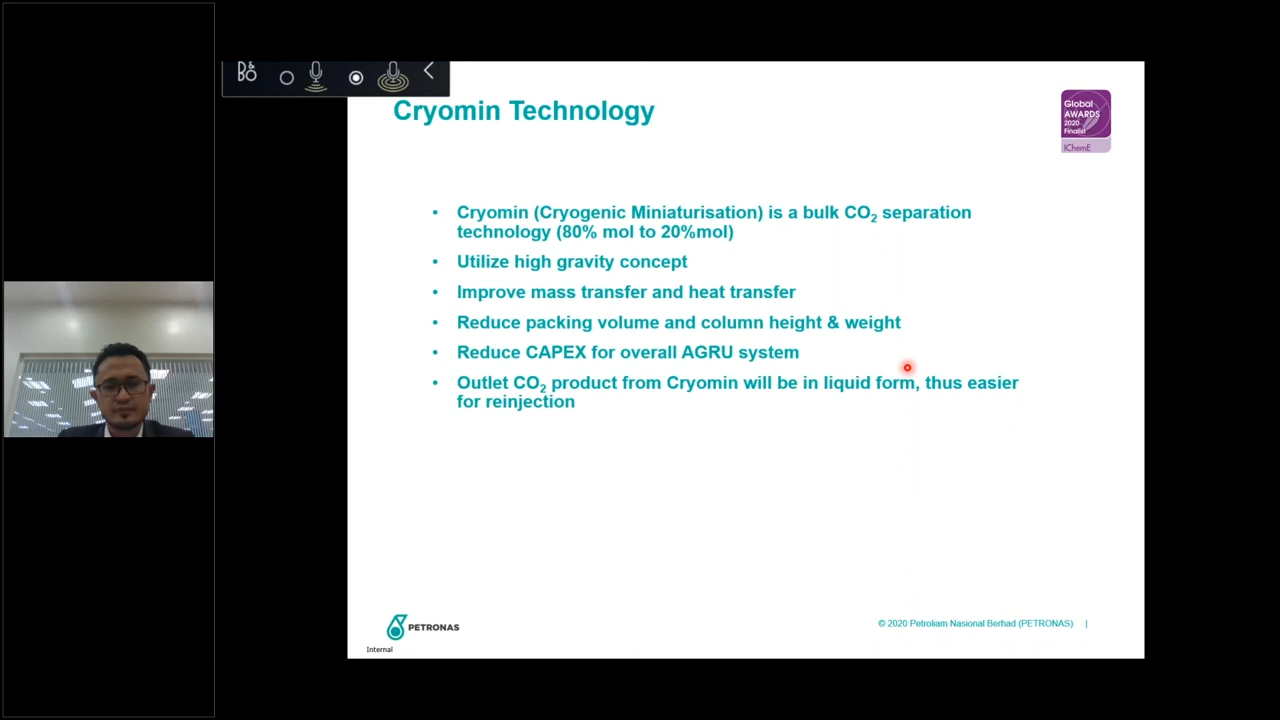 B&O
Cryomin Technology
Global
AWARDS
2020
Finalist
IChemE
• Cryomin (Cryogenic Miniaturisation) is a bulk CO₂ separation
technology (80% mol to 20%mol)
• Utilize high gravity concept
• Improve mass transfer and heat transfer
• Reduce packing volume and column height & weight
• Reduce CAPEX for overall AGRU system
• Outlet CO₂ product from Cryomin will be in liquid form, thus easier
for reinjection
PETRONAS
© 2020 Petroliam Nasional Berhad (PETRONAS) |
Internal